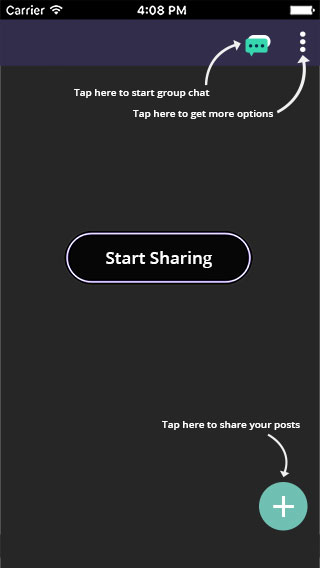 Carrier 4:08 PM
Tap here to start group chat
Tap here to get more options
Start Sharing
Tap here to share your posts